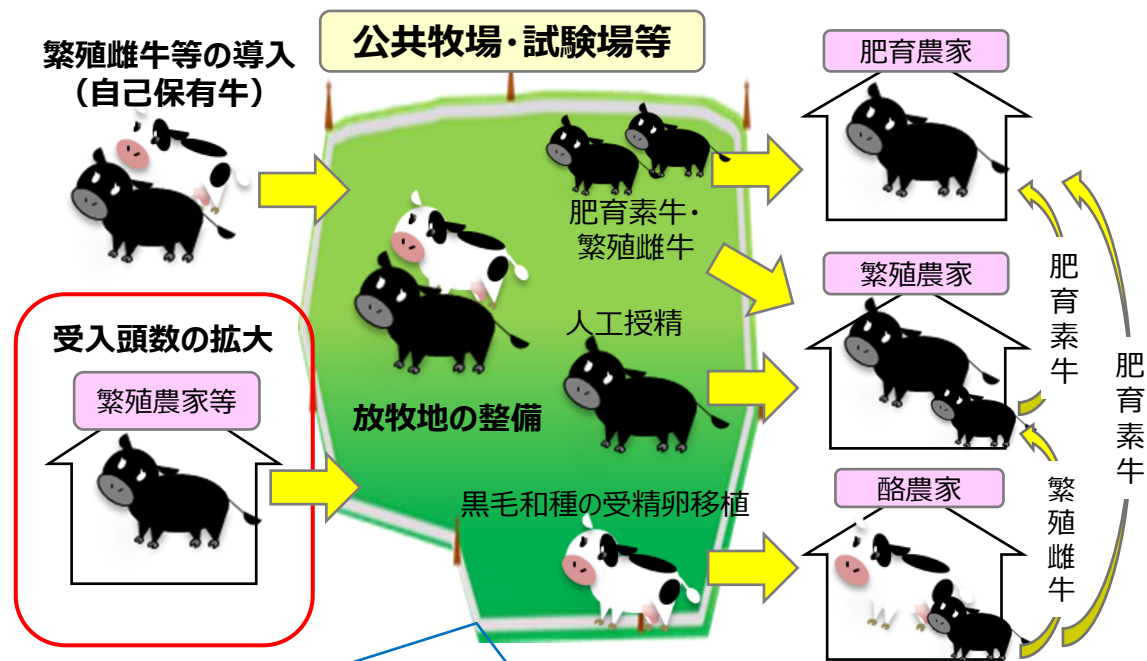 公共牧場・試験場等
繁殖雌牛等の導入
（自己保有牛）
肥育農家
肥育素牛・
繁殖雌牛
繁殖農家
肥育素牛
肥育素牛
受入頭数の拡大
人工授精
繁殖農家等
放牧地の整備
黒毛和種の受精卵移植
酪農家
繁殖雌牛